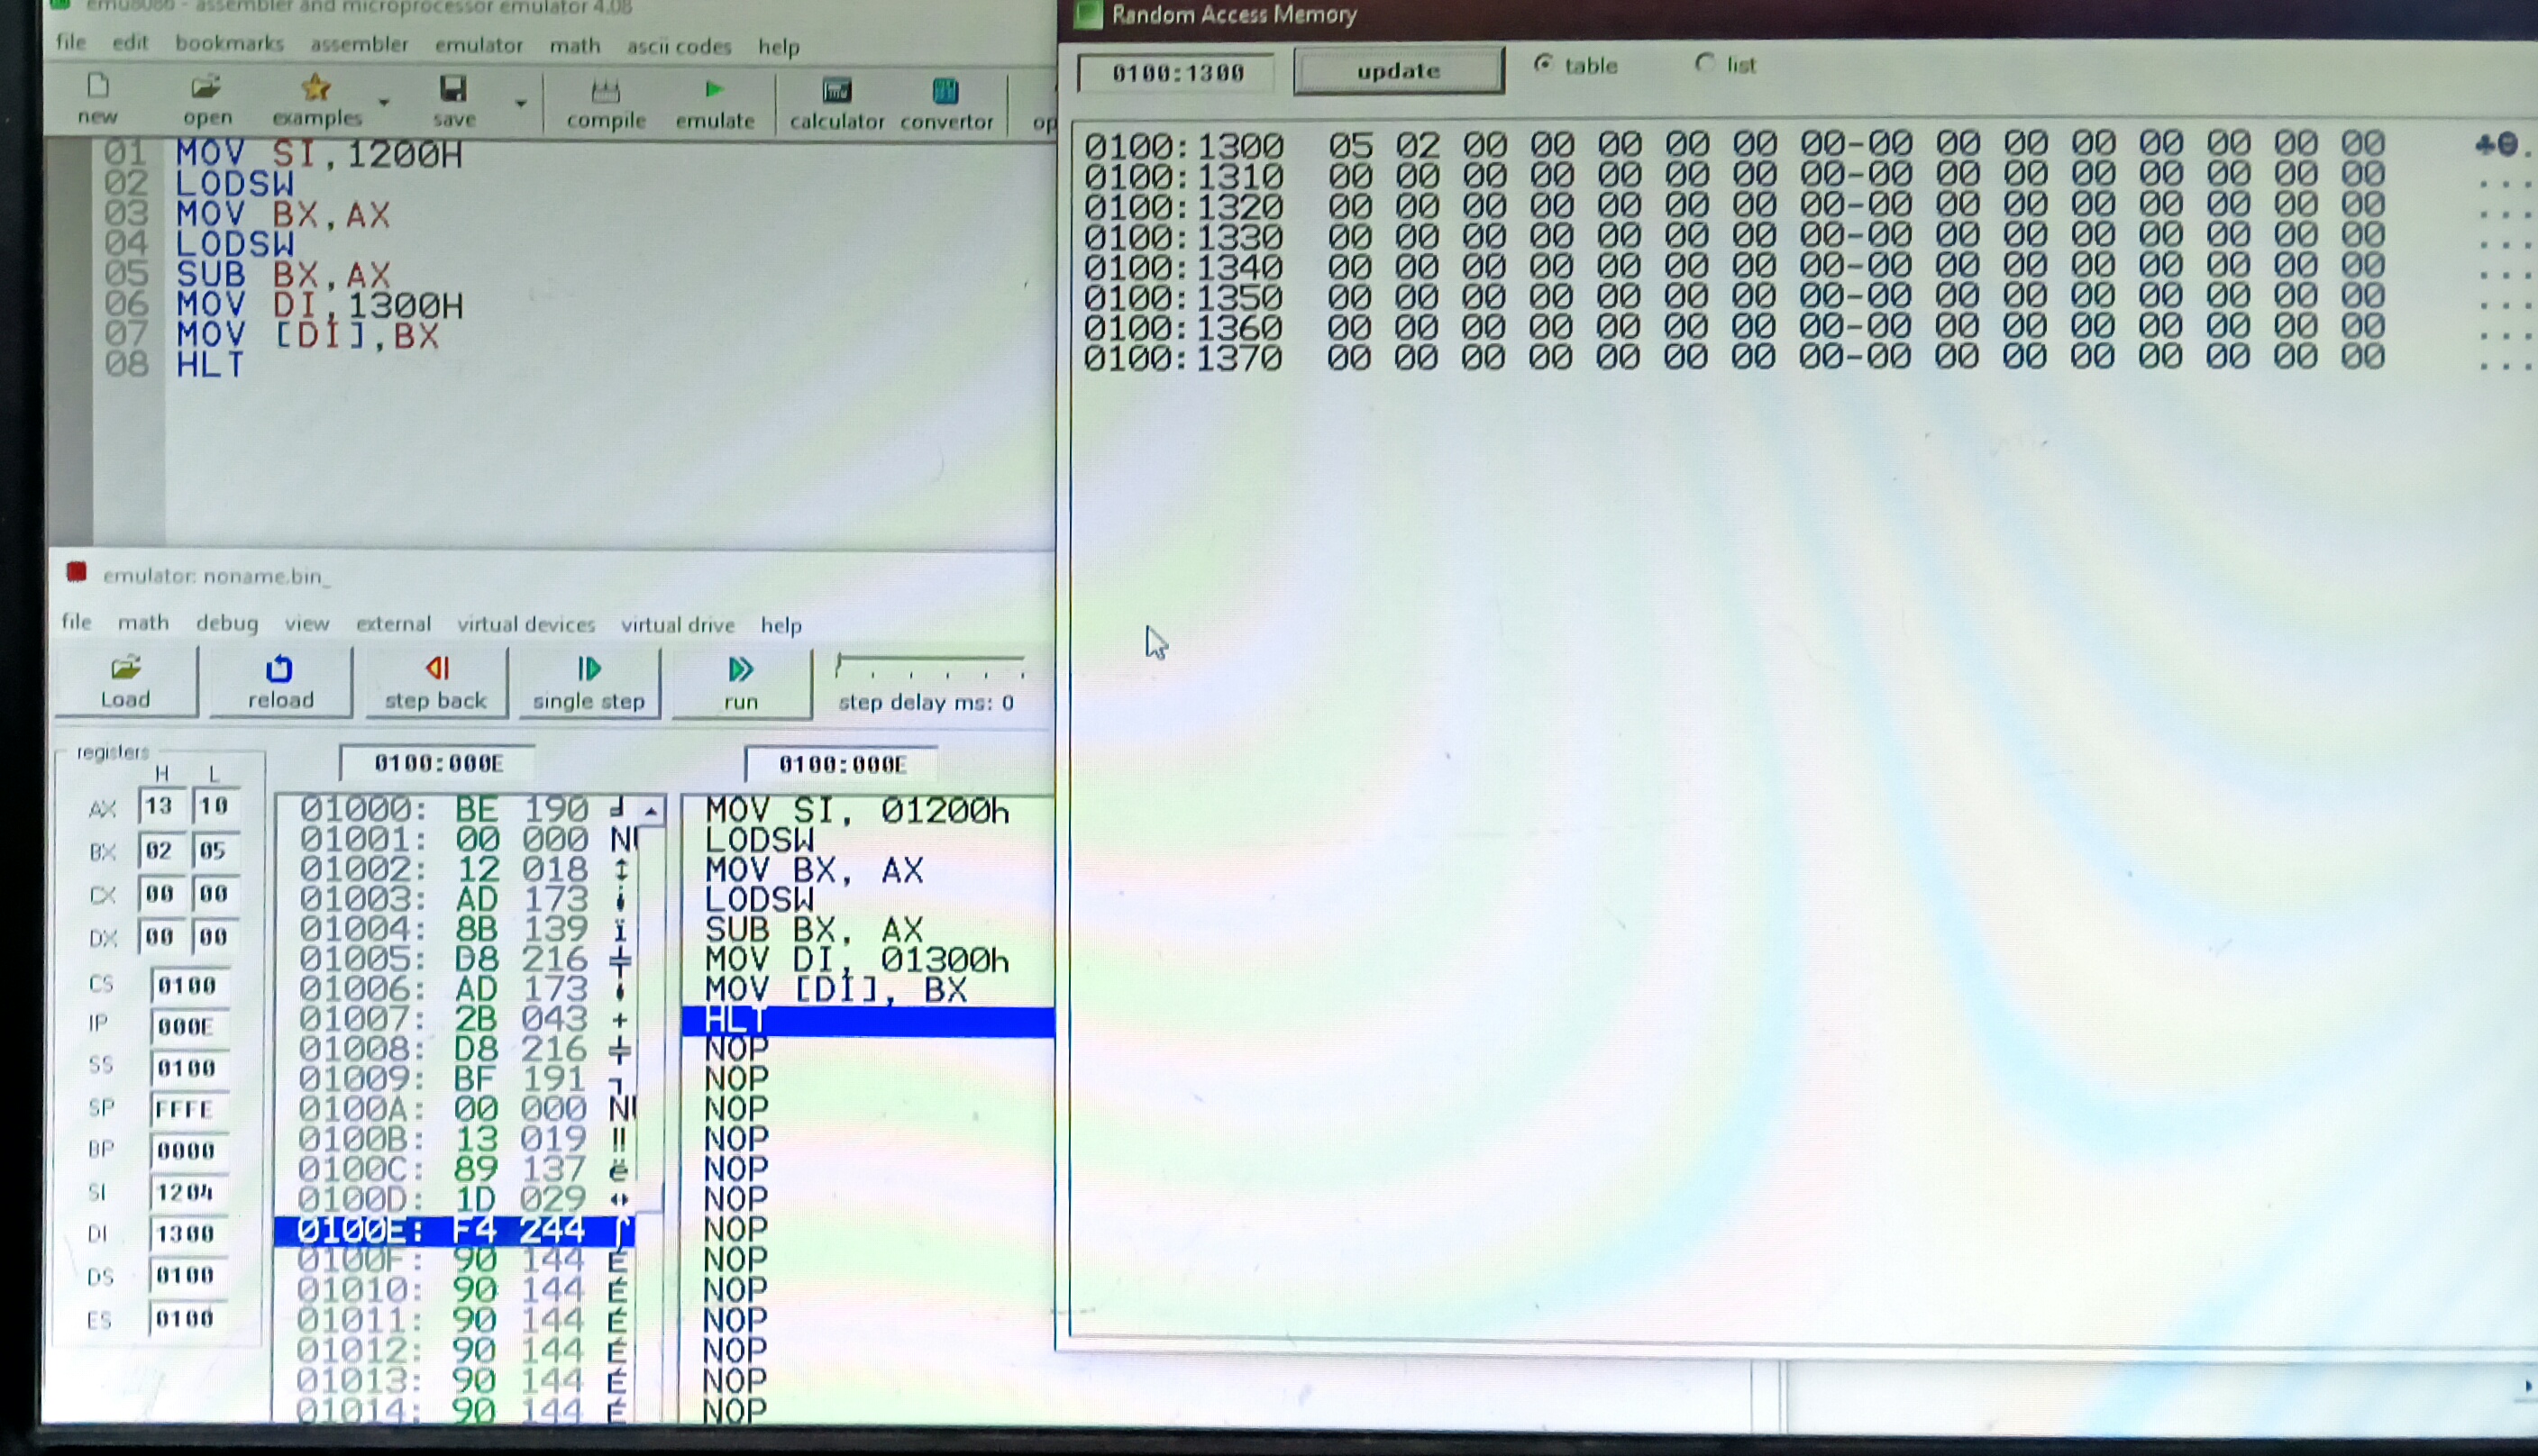 emulator 4.08
file edit bookmarks assembler emulator math ascii codes help
new open examples save compile emulate calculator convertor op
01 MOV SI,1200H
02 LODSW
03 MOV BX,AX
04 LODSW
05 SUB BX,AX
06 MOV DI,1300H
07 MOV [DI],BX
08 HLT
emulator: noname.bin_
file math debug view external virtual devices virtual drive help
Load reload step back single step run step delay ms: 0
registers
H L
AX 13 10
BX 02 05
CX 00 00
DX 00 00
CS 0100
IP 000E
SS 0100
SP FFFE
BP 0000
SI 1204
DI 1300
DS 0100
ES 0100
0100:000E
01000: BE 190
01001: 00 000
01002: 12 018
01003: AD 173
01004: 8B 139
01005: D8 216
01006: AD 173
01007: 2B 043
01008: D8 216
01009: BF 191
0100A: 00 000
0100B: 13 019
0100C: 89 137
0100D: 1D 029
0100E: F4 244
0100F: 90 144 É
01010: 90 144 É
01011: 90 144 É
01012: 90 144 É
01013: 90 144 É
01014: 90 144 É
0100:000E
MOV SI, 01200h
LODSW
MOV BX, AX
LODSW
SUB BX, AX
MOV DI, 01300h
MOV [DI], BX
HLT
NOP
NOP
NOP
NOP
NOP
NOP
NOP
NOP
NOP
NOP
NOP
NOP
NOP
Random Access Memory
0100:1300 update table list
0100:1300 05 02 00 00 00 00 00 00-00 00 00 00 00 00 00 00
0100:1310 00 00 00 00 00 00 00 00-00 00 00 00 00 00 00 00
0100:1320 00 00 00 00 00 00 00 00-00 00 00 00 00 00 00 00
0100:1330 00 00 00 00 00 00 00 00-00 00 00 00 00 00 00 00
0100:1340 00 00 00 00 00 00 00 00-00 00 00 00 00 00 00 00
0100:1350 00 00 00 00 00 00 00 00-00 00 00 00 00 00 00 00
0100:1360 00 00 00 00 00 00 00 00-00 00 00 00 00 00 00 00
0100:1370 00 00 00 00 00 00 00 00-00 00 00 00 00 00 00 00